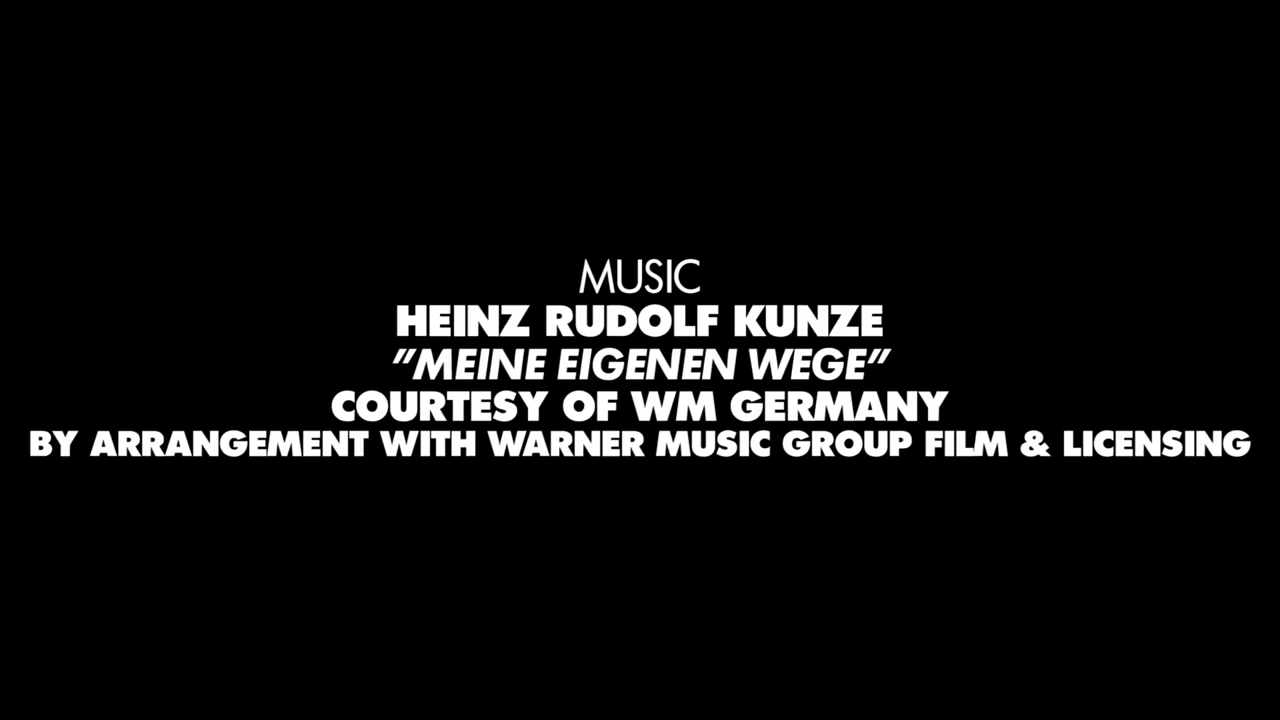 MUSIC
HEINZ RUDOLF KUNZE
"MEINE EIGENEN WEGE"
COURTESY OF WM GERMANY
BY ARRANGEMENT WITH WARNER MUSIC GROUP FILM & LICENSING